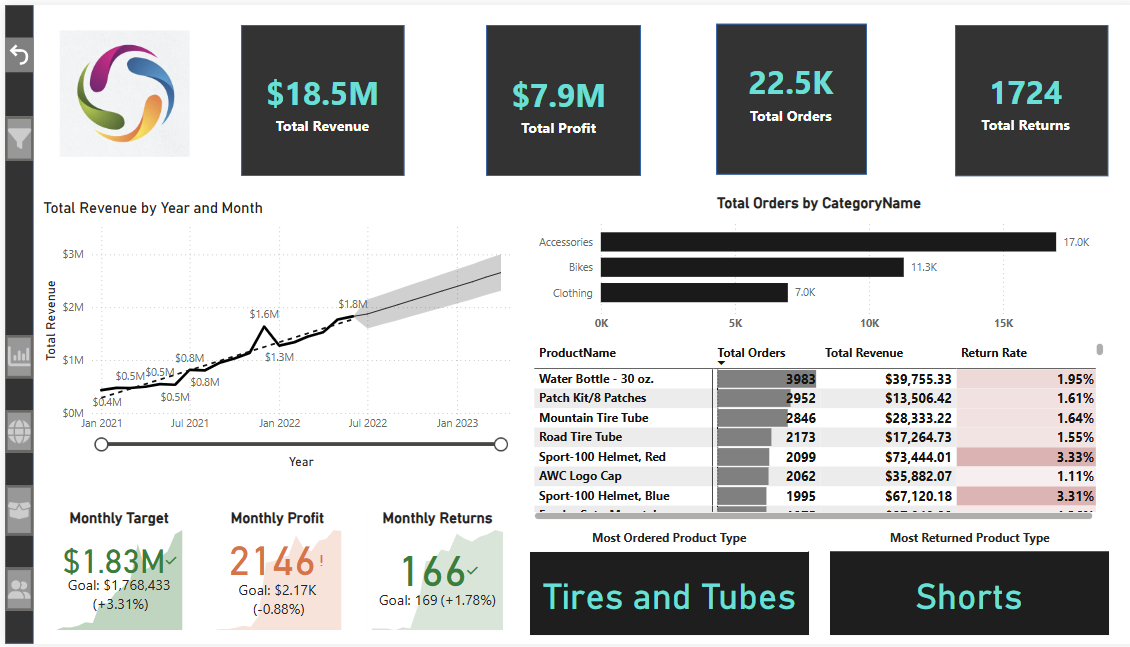 $18.5M
Total Revenue
$7.9M
Total Profit
22.5K
Total Orders
1724
Total Returns
Total Revenue by Year and Month
Total Revenue
$3M
$2M
$1M
$0M
$0.4M
$0.5M
$0.5M
$0.5M
$0.8M
$0.8M
$1.6M
$1.3M
$1.8M
Jan 2021
Jul 2021
Jan 2022
Jul 2022
Jan 2023
Year
Total Orders by CategoryName
Accessories 17.0K
Bikes 11.3K
Clothing 7.0K
0K 5K 10K 15K
ProductName Total Orders Total Revenue Return Rate
Water Bottle - 30 oz. 3983 $39,755.33 1.95%
Patch Kit/8 Patches 2952 $13,506.42 1.61%
Mountain Tire Tube 2846 $28,333.22 1.64%
Road Tire Tube 2173 $17,264.73 1.55%
Sport-100 Helmet, Red 2099 $73,444.01 3.33%
AWC Logo Cap 2062 $35,882.07 1.11%
Sport-100 Helmet, Blue 1995 $67,120.18 3.31%
Monthly Target
$1.83M
Goal: $1,768,433
(+3.31%)
Monthly Profit
2146!
Goal: $2.17K
(-0.88%)
Monthly Returns
166
Goal: 169 (+1.78%)
Most Ordered Product Type
Tires and Tubes
Most Returned Product Type
Shorts